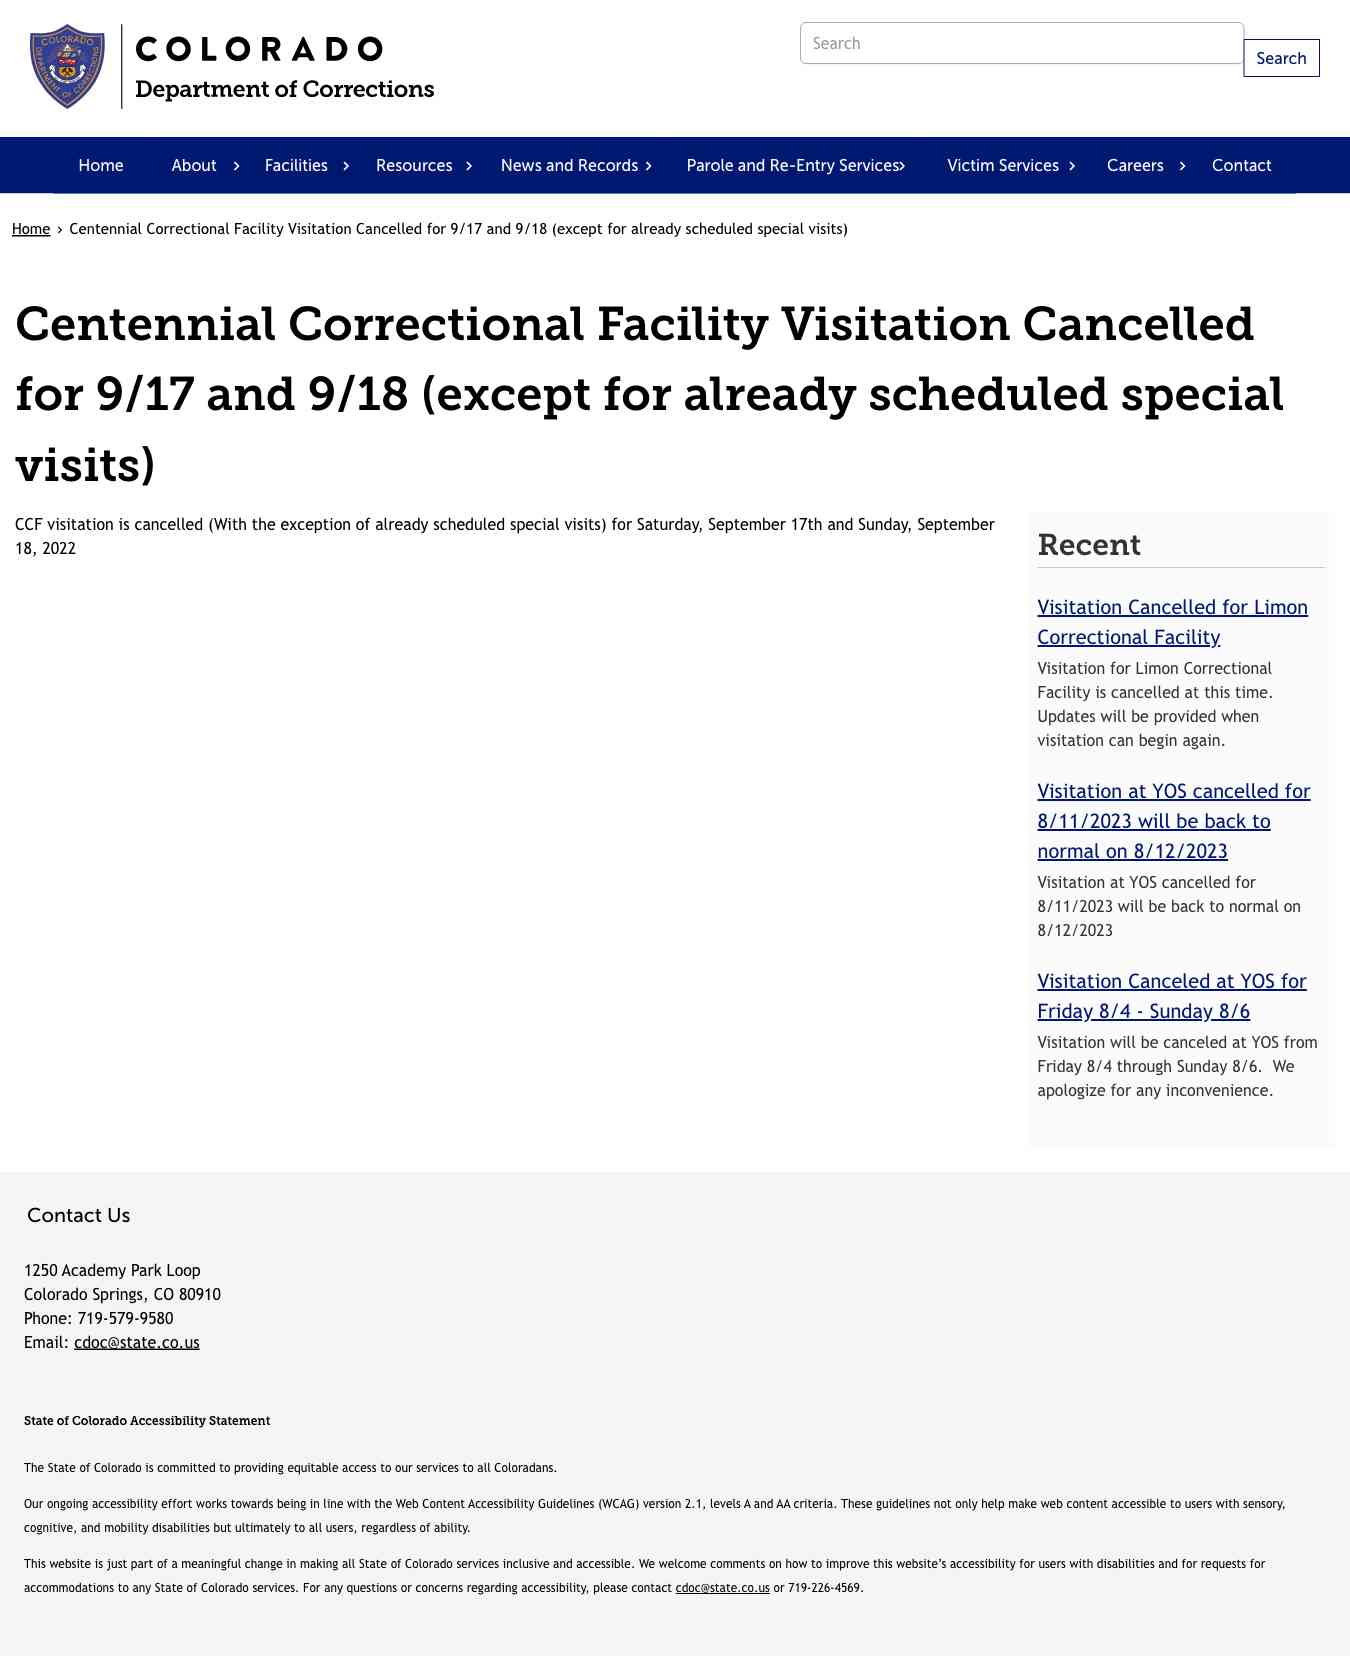 COLORADO
Department of Corrections
Search
Search
Home
About
Facilities
Resources
News and Records
Parole and Re-Entry Services
Victim Services
Careers
Contact
Home › Centennial Correctional Facility Visitation Cancelled for 9/17 and 9/18 (except for already scheduled special visits)
Centennial Correctional Facility Visitation Cancelled
for 9/17 and 9/18 (except for already scheduled special
visits)
CCF visitation is cancelled (With the exception of already scheduled special visits) for Saturday, September 17th and Sunday, September
18, 2022
Recent
Visitation Cancelled for Limon
Correctional Facility
Visitation for Limon Correctional
Facility is cancelled at this time.
Updates will be provided when
visitation can begin again.
Visitation at YOS cancelled for
8/11/2023 will be back to
normal on 8/12/2023
Visitation at YOS cancelled for
8/11/2023 will be back to normal on
8/12/2023
Visitation Canceled at YOS for
Friday 8/4 - Sunday 8/6
Visitation will be canceled at YOS from
Friday 8/4 through Sunday 8/6.  We
apologize for any inconvenience.
Contact Us
1250 Academy Park Loop
Colorado Springs, CO 80910
Phone: 719-579-9580
Email: cdoc@state.co.us
State of Colorado Accessibility Statement
The State of Colorado is committed to providing equitable access to our services to all Coloradans.
Our ongoing accessibility effort works towards being in line with the Web Content Accessibility Guidelines (WCAG) version 2.1, levels A and AA criteria. These guidelines not only help make web content accessible to users with sensory,
cognitive, and mobility disabilities but ultimately to all users, regardless of ability.
This website is just part of a meaningful change in making all State of Colorado services inclusive and accessible. We welcome comments on how to improve this website’s accessibility for users with disabilities and for requests for
accommodations to any State of Colorado services. For any questions or concerns regarding accessibility, please contact cdoc@state.co.us or 719-226-4569.